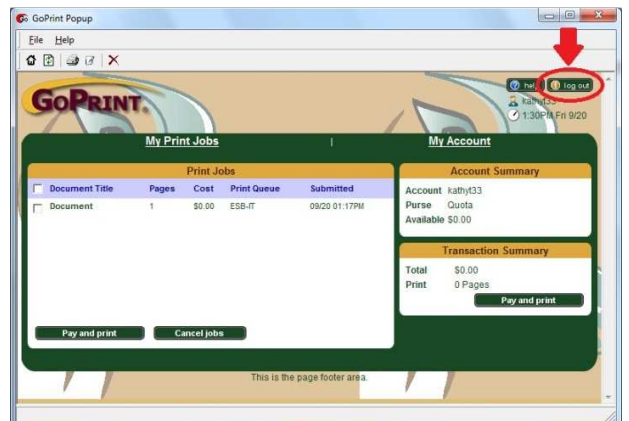 GoPrint Popup
File Help
GOPRINT.
help log out
kathyt33
1:30PM Fri 9/20
My Print Jobs | My Account
Print Jobs
Document Title Pages Cost Print Queue Submitted
Document 1 $0.00 ESB-IT 09/20 01:17PM
Pay and print Cancel jobs
Account Summary
Account kathyt33
Purse Quota
Available $0.00
Transaction Summary
Total $0.00
Print 0 Pages
Pay and print
This is the page footer area.